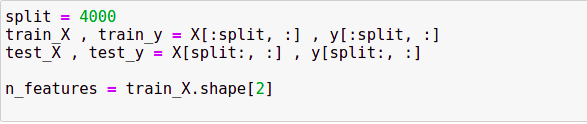 split = 4000
train_X , train_y = X[:split, :] , y[:split, :]
test_X , test_y = X[split:, :] , y[split:, :]
n_features = train_X.shape[2]